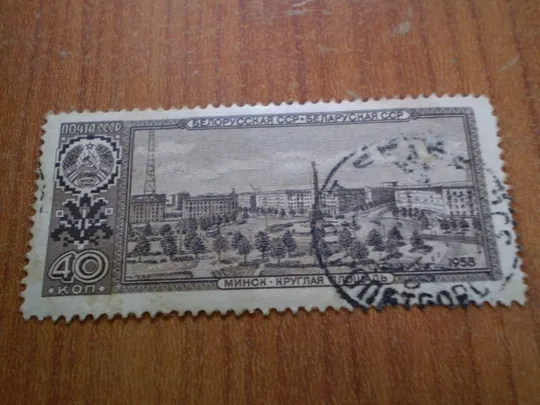 ПОЧТА СССР
БЕЛОРУССКАЯ ССР • БЕЛАРУСКАЯ ССР
40
КОП
1958
МИНСК • КРУГЛАЯ ПЛОЩАДЬ